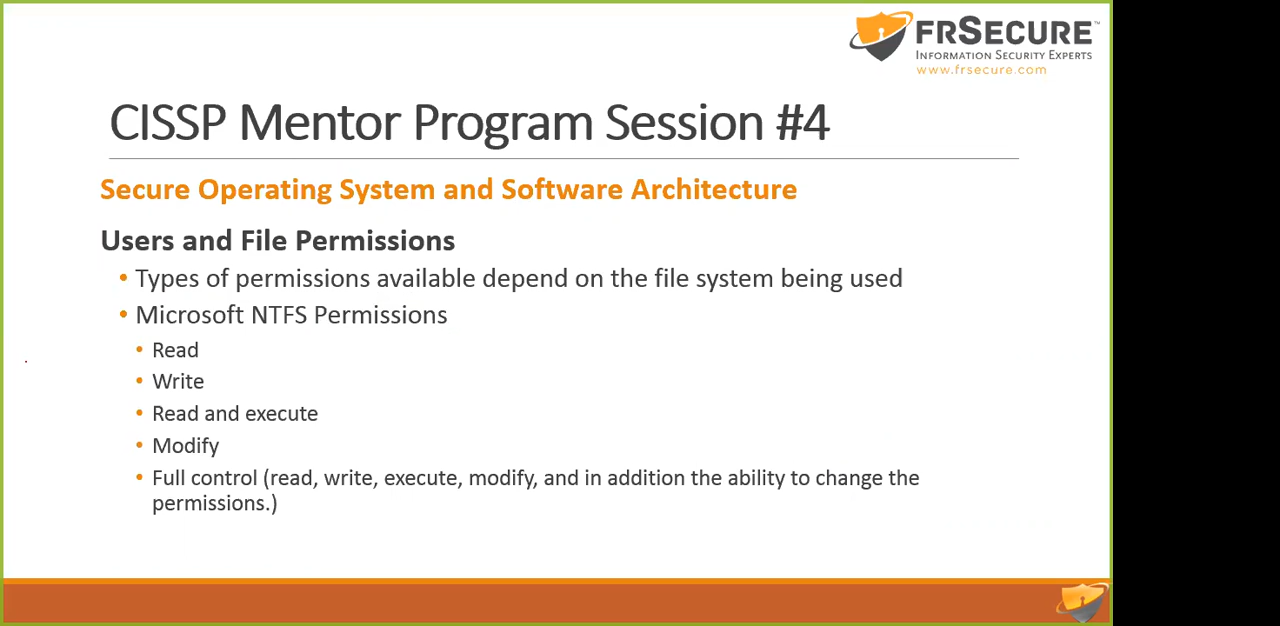 FRSECURE™
INFORMATION SECURITY EXPERTS
www.frsecure.com
CISSP Mentor Program Session #4
Secure Operating System and Software Architecture
Users and File Permissions
• Types of permissions available depend on the file system being used
• Microsoft NTFS Permissions
• Read
• Write
• Read and execute
• Modify
• Full control (read, write, execute, modify, and in addition the ability to change the
permissions.)